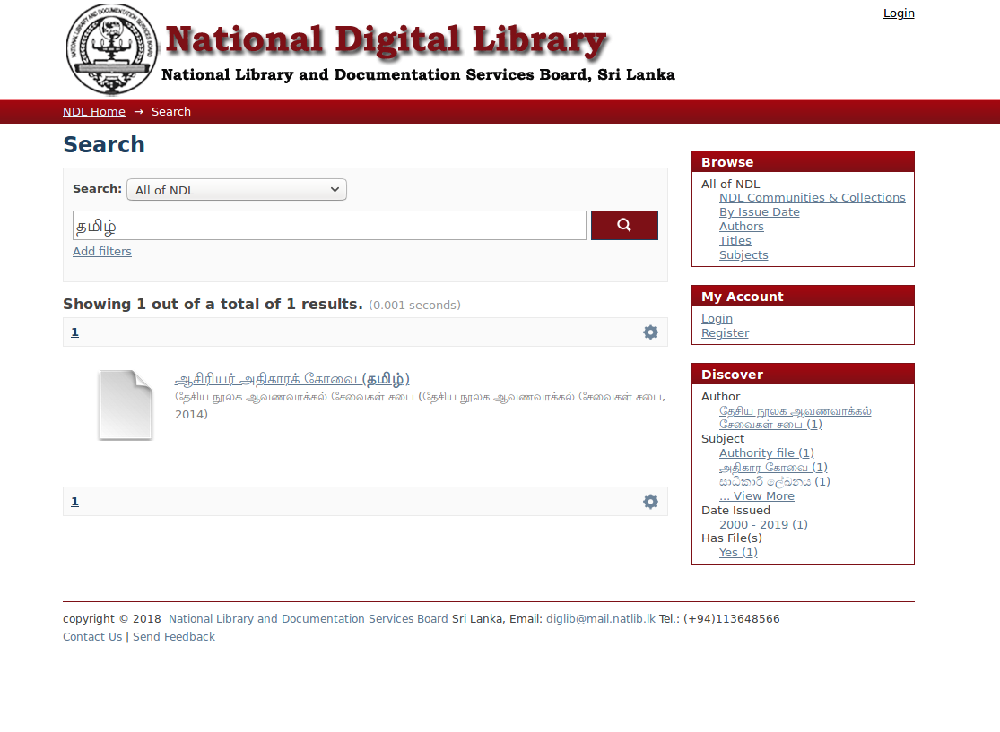 Login
NATIONAL LIBRARY AND DOCUMENTATION SERVICES BOARD
National Digital Library
National Library and Documentation Services Board, Sri Lanka
NDL Home → Search
Search
Search: All of NDL
தமிழ்
Add filters
Showing 1 out of a total of 1 results. (0.001 seconds)
1
ஆசிரியர் அதிகாரக் கோவை (தமிழ்)
தேசிய நூலக ஆவணவாக்கல் சேவைகள் சபை (தேசிய நூலக ஆவணவாக்கல் சேவைகள் சபை,
2014)
1
Browse
All of NDL
NDL Communities & Collections
By Issue Date
Authors
Titles
Subjects
My Account
Login
Register
Discover
Author
தேசிய நூலக ஆவணவாக்கல்
சேவைகள் சபை (1)
Subject
Authority file (1)
அதிகார கோவை (1)
සාධිකාරී ලේඛනය (1)
... View More
Date Issued
2000 - 2019 (1)
Has File(s)
Yes (1)
copyright © 2018 National Library and Documentation Services Board Sri Lanka, Email: diglib@mail.natlib.lk Tel.: (+94)113648566
Contact Us | Send Feedback